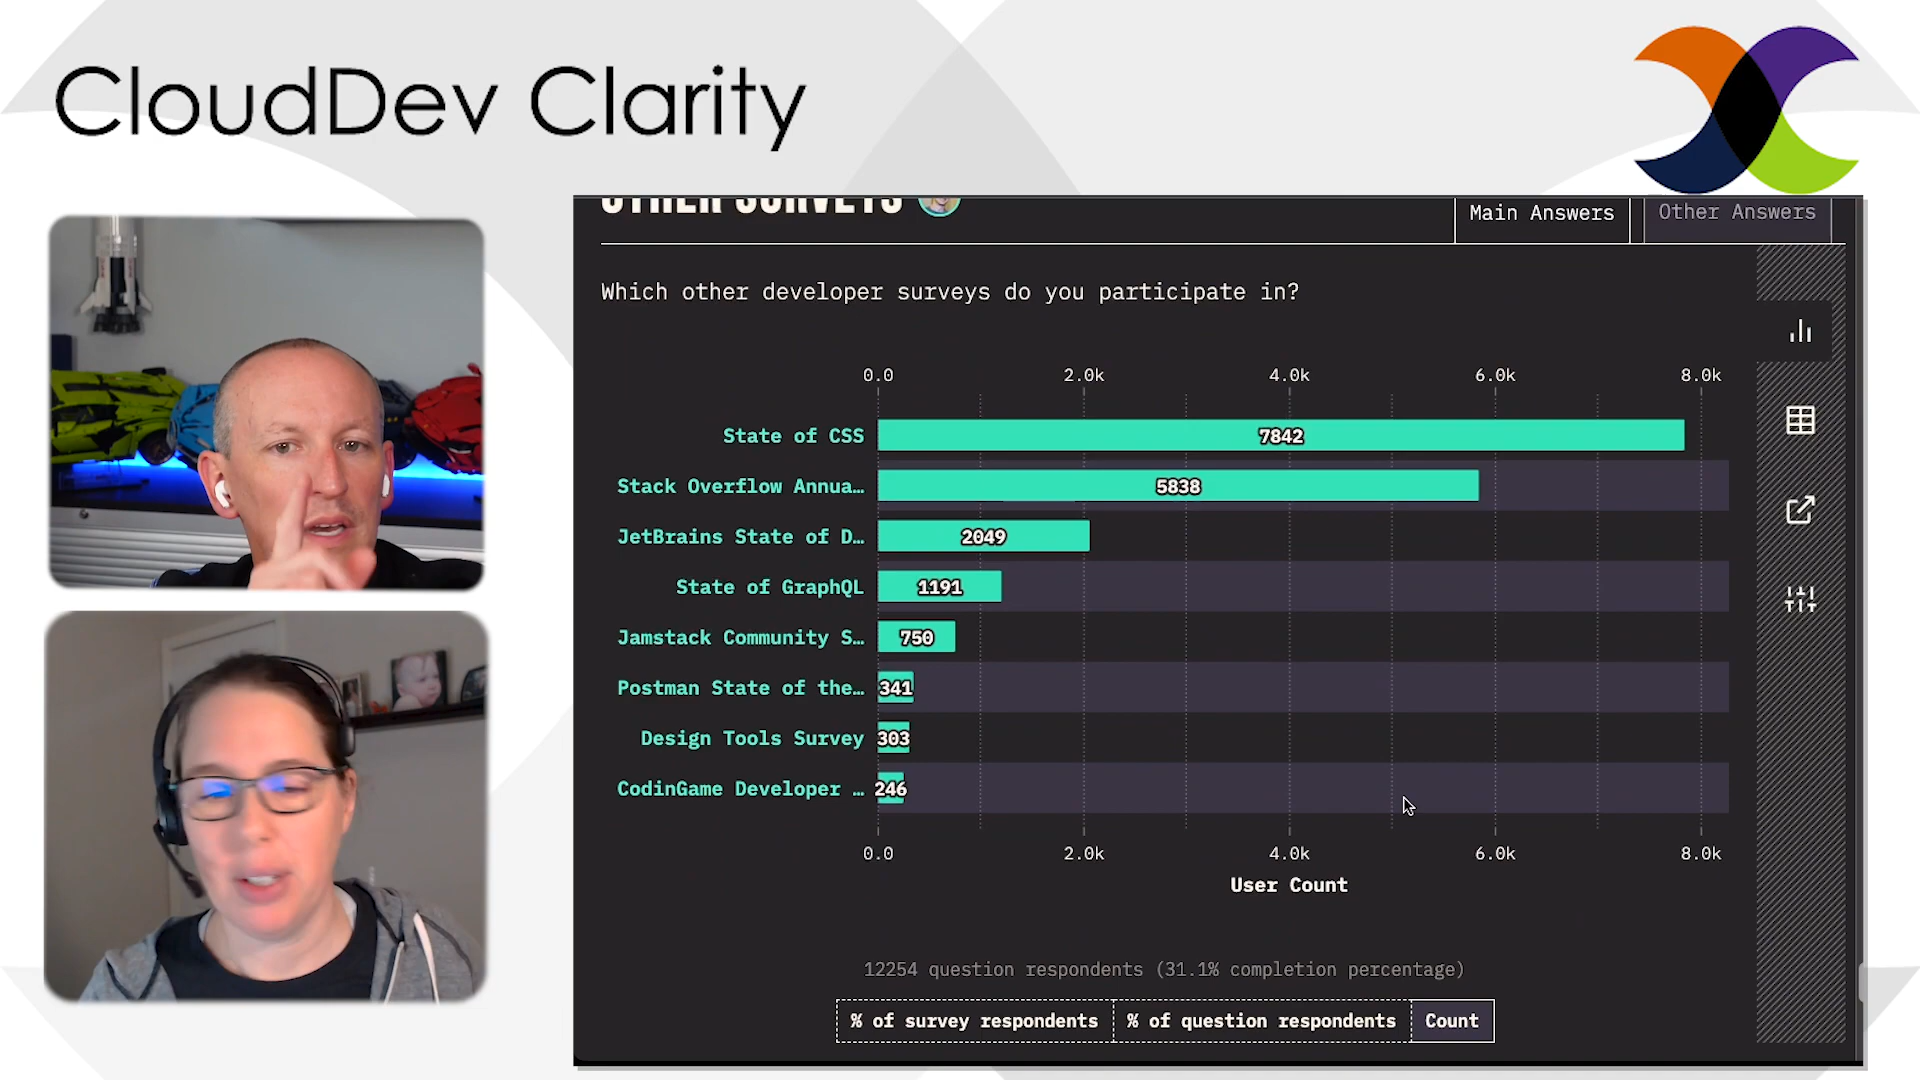 CloudDev Clarity
OTHER SURVEYS
Main Answers
Other Answers
Which other developer surveys do you participate in?
0.0 2.0k 4.0k 6.0k 8.0k
State of CSS 7842
Stack Overflow Annua… 5838
JetBrains State of D… 2049
State of GraphQL 1191
Jamstack Community S… 750
Postman State of the… 341
Design Tools Survey 303
CodinGame Developer … 246
0.0 2.0k 4.0k 6.0k 8.0k
User Count
12254 question respondents (31.1% completion percentage)
% of survey respondents % of question respondents Count